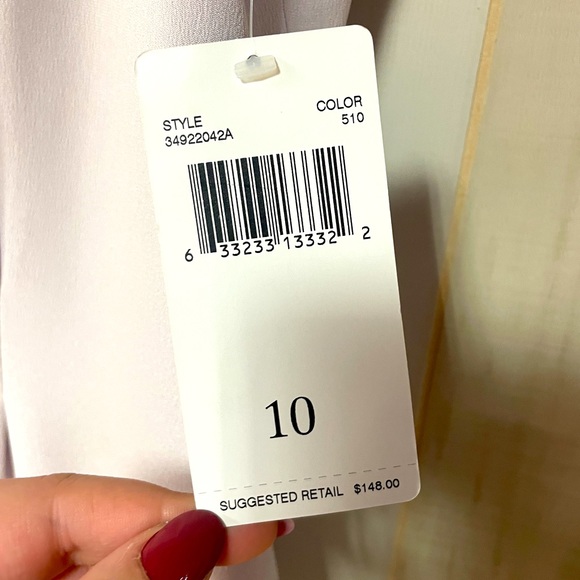 STYLE COLOR
34922042A 510
6 33233 13332 2
10
SUGGESTED RETAIL $148.00